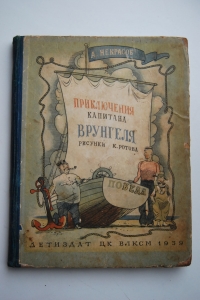 А. НЕКРАСОВ
ПРИКЛЮЧЕНИЯ
КАПИТАНА
ВРУНГЕЛЯ
РИСУНКИ К. РОТОВА
ПОБЕДА
ДЕТИЗДАТ ЦК ВЛКСМ 1939